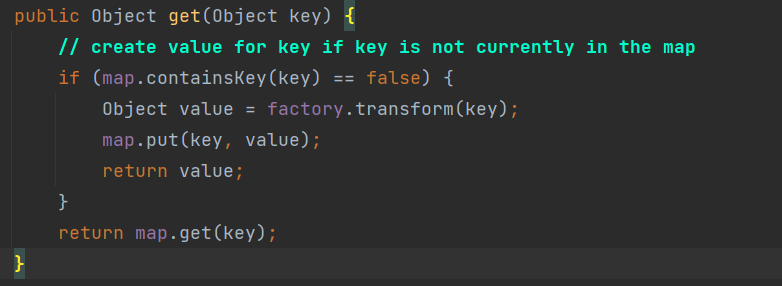 public Object get(Object key) {
    // create value for key if key is not currently in the map
    if (map.containsKey(key) == false) {
        Object value = factory.transform(key);
        map.put(key, value);
        return value;
    }
    return map.get(key);
}